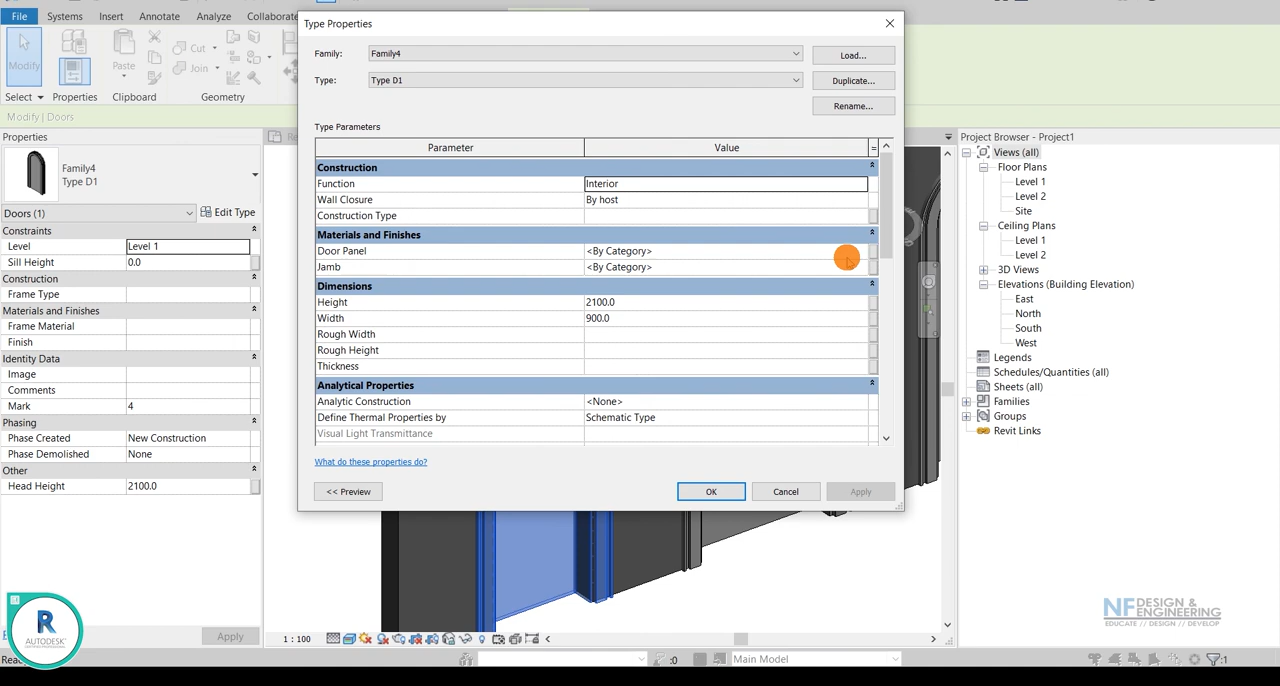 File Systems Insert Annotate Analyze Collaborate
Modify
Paste
Cut
Join
Select Properties Clipboard Geometry
Modify | Doors
Properties
Family4
Type D1
Doors (1)
Edit Type
Constraints
Level Level 1
Sill Height 0.0
Construction
Frame Type
Materials and Finishes
Frame Material
Finish
Identity Data
Image
Comments
Mark 4
Phasing
Phase Created New Construction
Phase Demolished None
Other
Head Height 2100.0
Apply
R
AUTODESK
Type Properties
Family: Family4 Load...
Type: Type D1 Duplicate...
Rename...
Type Parameters
Parameter Value =
Construction
Function Interior
Wall Closure By host
Construction Type
Materials and Finishes
Door Panel <By Category>
Jamb <By Category>
Dimensions
Height 2100.0
Width 900.0
Rough Width
Rough Height
Thickness
Analytical Properties
Analytic Construction <None>
Define Thermal Properties by Schematic Type
Visual Light Transmittance
What do these properties do?
<< Preview OK Cancel Apply
1 : 100
:0 Main Model :1
Project Browser - Project1
Views (all)
Floor Plans
Level 1
Level 2
Site
Ceiling Plans
Level 1
Level 2
3D Views
Elevations (Building Elevation)
East
North
South
West
Legends
Schedules/Quantities (all)
Sheets (all)
Families
Groups
Revit Links
NF DESIGN & ENGINEERING
EDUCATE // DESIGN // DEVELOP